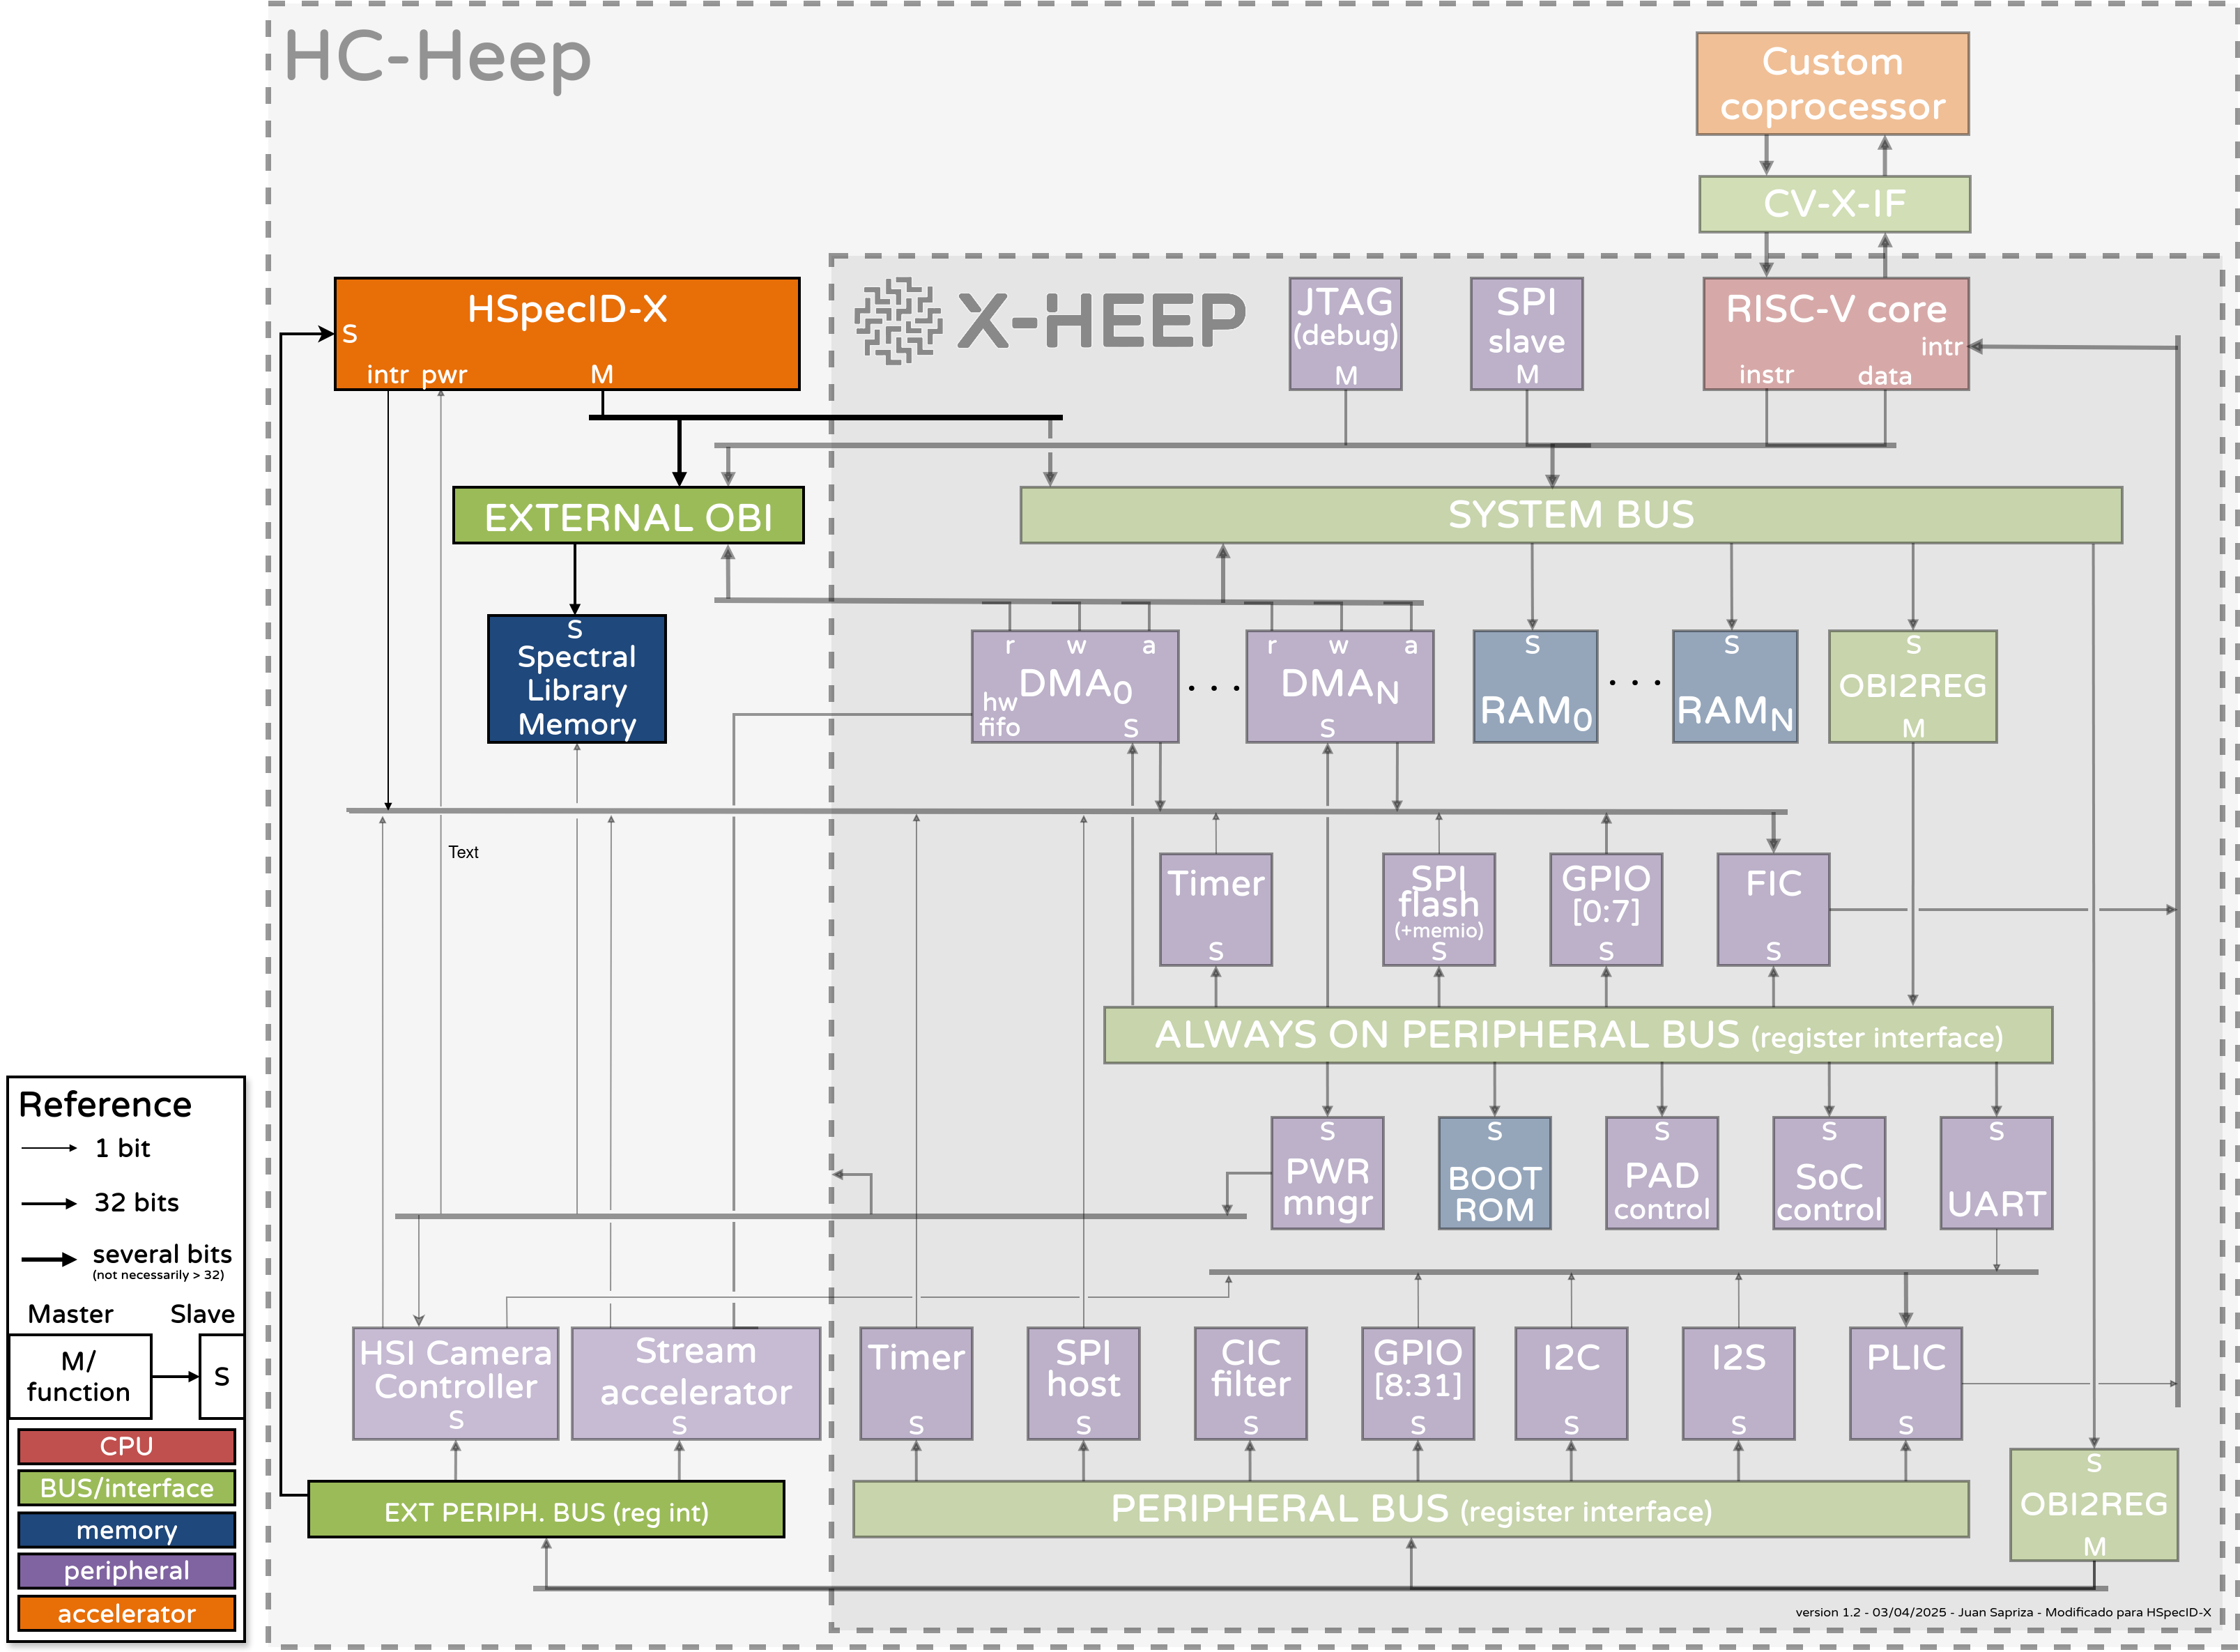 HC-Heep
Custom
coprocessor
CV-X-IF
HSpecID-X
S
intr pwr
M
X-HEEP
JTAG
(debug)
M
SPI
slave
M
RISC-V core
intr
instr
data
EXTERNAL OBI
SYSTEM BUS
S
Spectral
Library
Memory
r w a
DMA0
hw
fifo
S
. . .
r w a
DMAN
S
S
RAM0
. . .
S
RAMN
S
OBI2REG
M
Text
Timer
S
SPI
flash
(+memio)
S
GPIO
[0:7]
S
FIC
S
ALWAYS ON PERIPHERAL BUS (register interface)
S
PWR
mngr
S
BOOT
ROM
S
PAD
control
S
SoC
control
S
UART
HSI Camera
Controller
S
Stream
accelerator
S
Timer
S
SPI
host
S
CIC
filter
S
GPIO
[8:31]
S
I2C
S
I2S
S
PLIC
S
EXT PERIPH. BUS (reg int)
PERIPHERAL BUS (register interface)
S
OBI2REG
M
Reference
1 bit
32 bits
several bits
(not necessarily > 32)
Master
Slave
M/
function
S
CPU
BUS/interface
memory
peripheral
accelerator
version 1.2 - 03/04/2025 - Juan Sapriza - Modificado para HSpecID-X